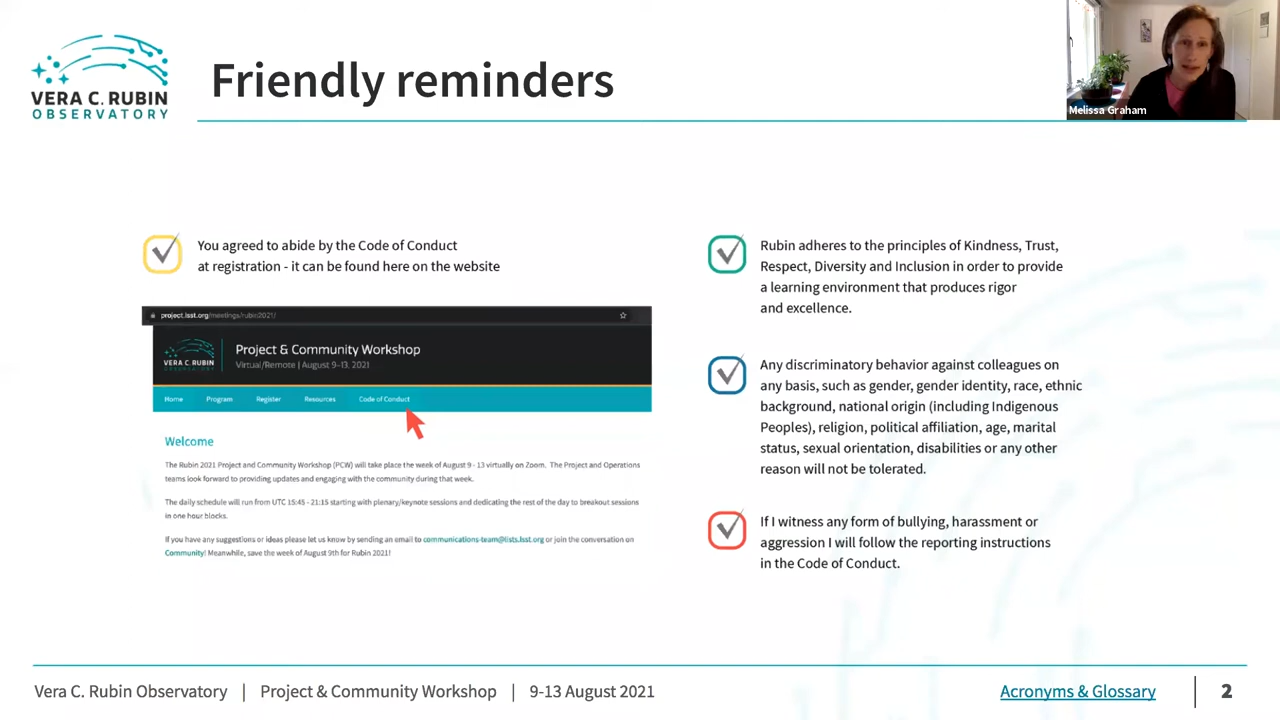 VERA C. RUBIN
OBSERVATORY
Friendly reminders
Melissa Graham
You agreed to abide by the Code of Conduct
at registration - it can be found here on the website
project.lsst.org/meetings/rubin2021/
VERA C. RUBIN
OBSERVATORY
Project & Community Workshop
Virtual/Remote | August 9-13, 2021
Home Program Register Resources Code of Conduct
Welcome
The Rubin 2021 Project and Community Workshop (PCW) will take place the week of August 9 - 13 virtually on Zoom. The Project and Operations
teams look forward to providing updates and engaging with the community during that week.
The daily schedule will run from UTC 15:45 - 21:15 starting with plenary/keynote sessions and dedicating the rest of the day to breakout sessions
in one hour blocks.
If you have any suggestions or ideas please let us know by sending an email to communications-team@lists.lsst.org or join the conversation on
Community! Meanwhile, save the week of August 9th for Rubin 2021!
Rubin adheres to the principles of Kindness, Trust,
Respect, Diversity and Inclusion in order to provide
a learning environment that produces rigor
and excellence.
Any discriminatory behavior against colleagues on
any basis, such as gender, gender identity, race, ethnic
background, national origin (including Indigenous
Peoples), religion, political affiliation, age, marital
status, sexual orientation, disabilities or any other
reason will not be tolerated.
If I witness any form of bullying, harassment or
aggression I will follow the reporting instructions
in the Code of Conduct.
Vera C. Rubin Observatory | Project & Community Workshop | 9-13 August 2021
Acronyms & Glossary | 2